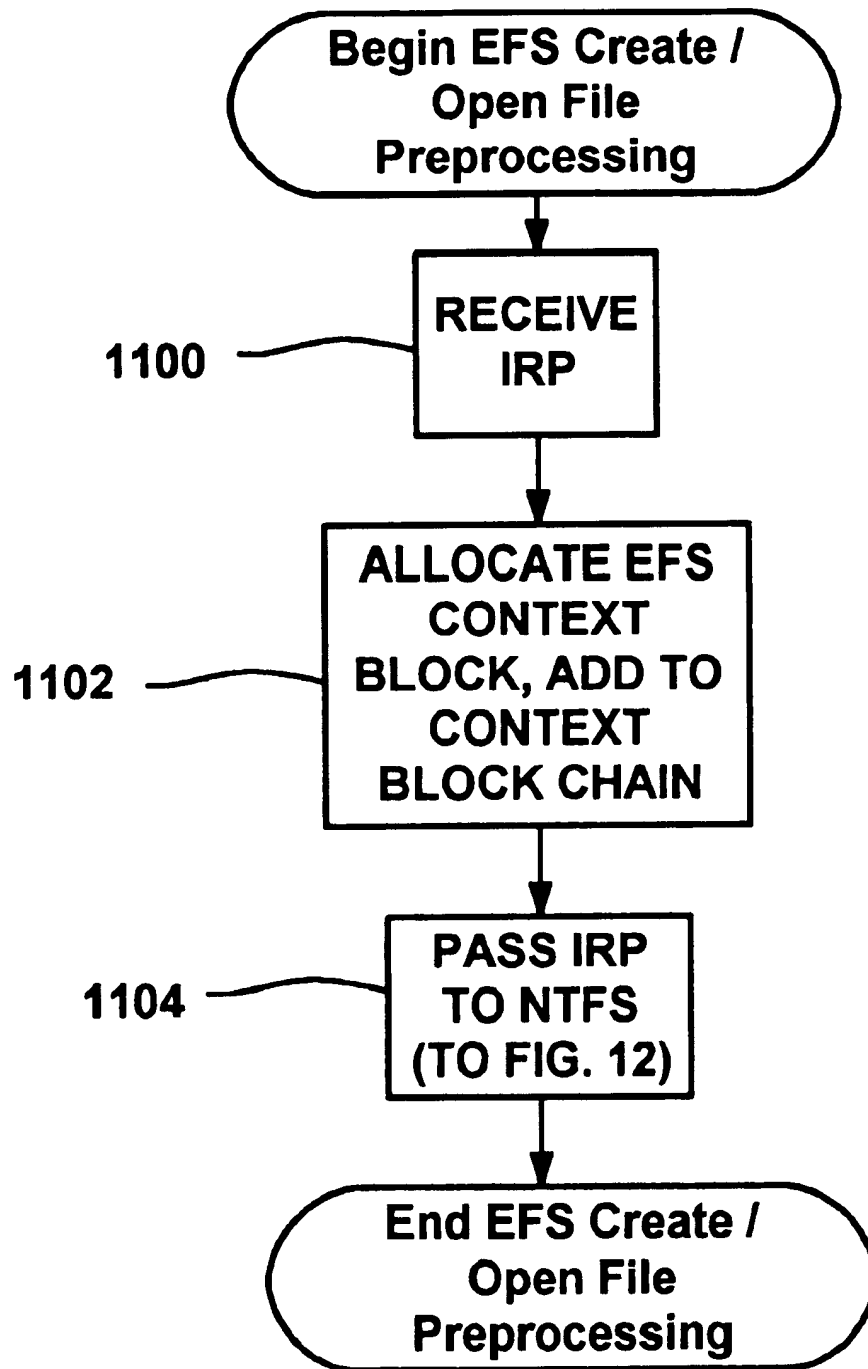 Begin EFS Create /
Open File
Preprocessing
1100
RECEIVE
IRP
1102
ALLOCATE EFS
CONTEXT
BLOCK, ADD TO
CONTEXT
BLOCK CHAIN
1104
PASS IRP
TO NTFS
(TO FIG. 12)
End EFS Create /
Open File
Preprocessing